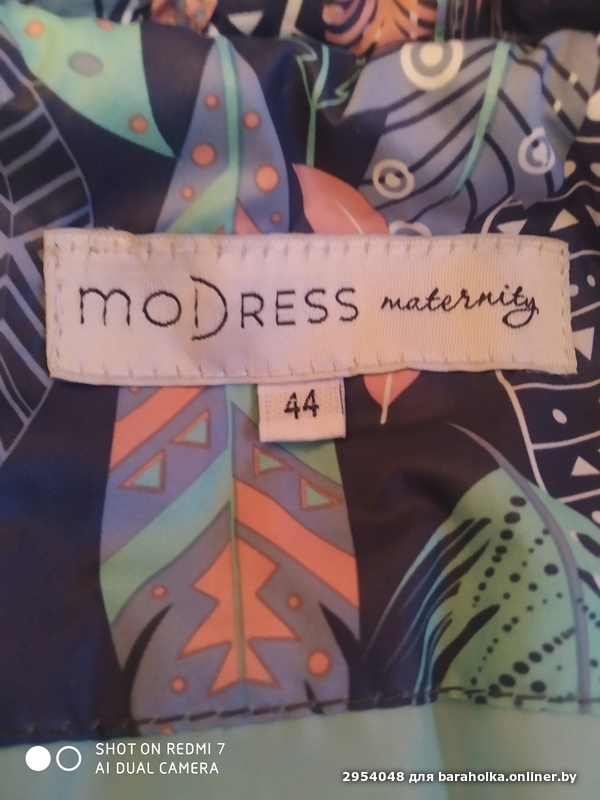 moDRESS maternity
44
SHOT ON REDMI 7
AI DUAL CAMERA
2954048 для baraholka.onliner.by